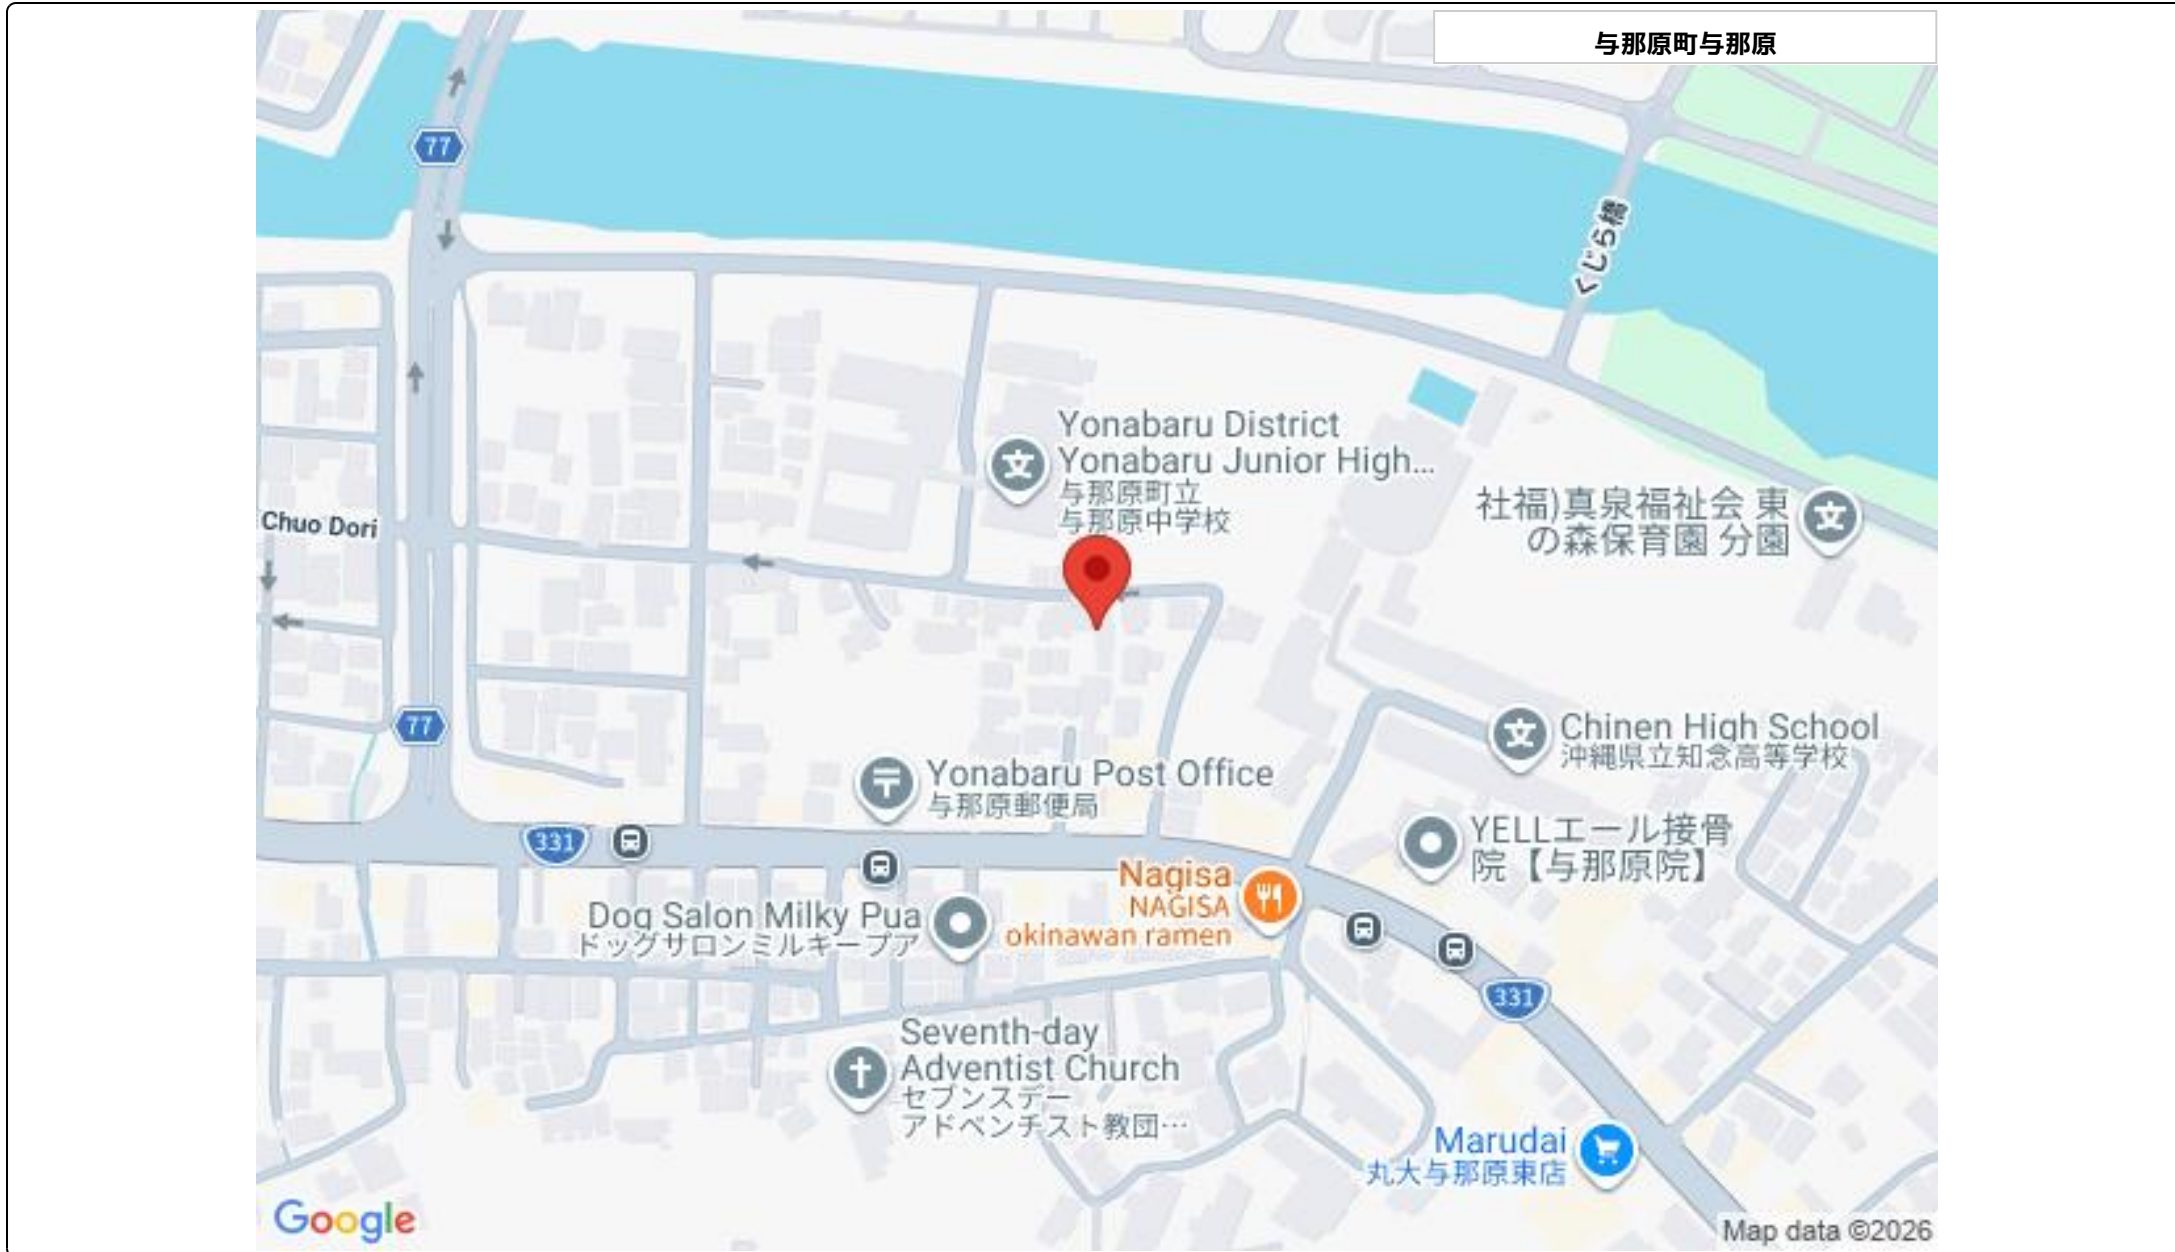 与那原町与那原
77
くじら橋
Yonabaru District
Yonabaru Junior High...
与那原町立
与那原中学校
社福)真泉福祉会 東
の森保育園 分園
Chuo Dori
77
Chinen High School
沖縄県立知念高等学校
Yonabaru Post Office
与那原郵便局
YELLエール接骨
院【与那原院】
331
Nagisa
NAGISA
okinawan ramen
Dog Salon Milky Pua
ドッグサロンミルキープア
331
Seventh-day
Adventist Church
セブンスデー
アドベンチスト教団…
Marudai
丸大与那原東店
Google
Map data ©2026